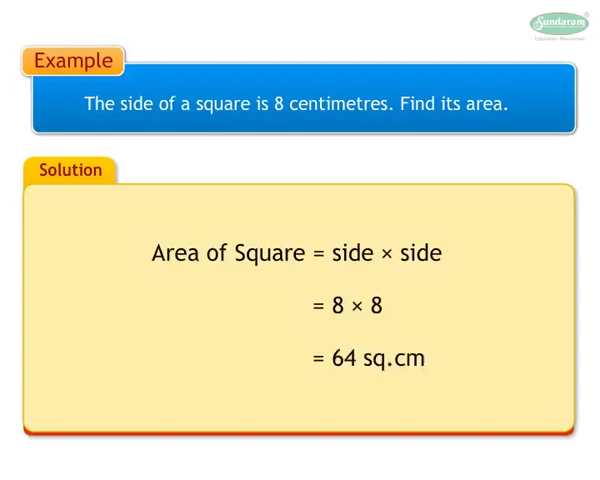 Sundaram
Example
The side of a square is 8 centimetres. Find its area.
Solution
Area of Square = side × side
= 8 × 8
= 64 sq.cm